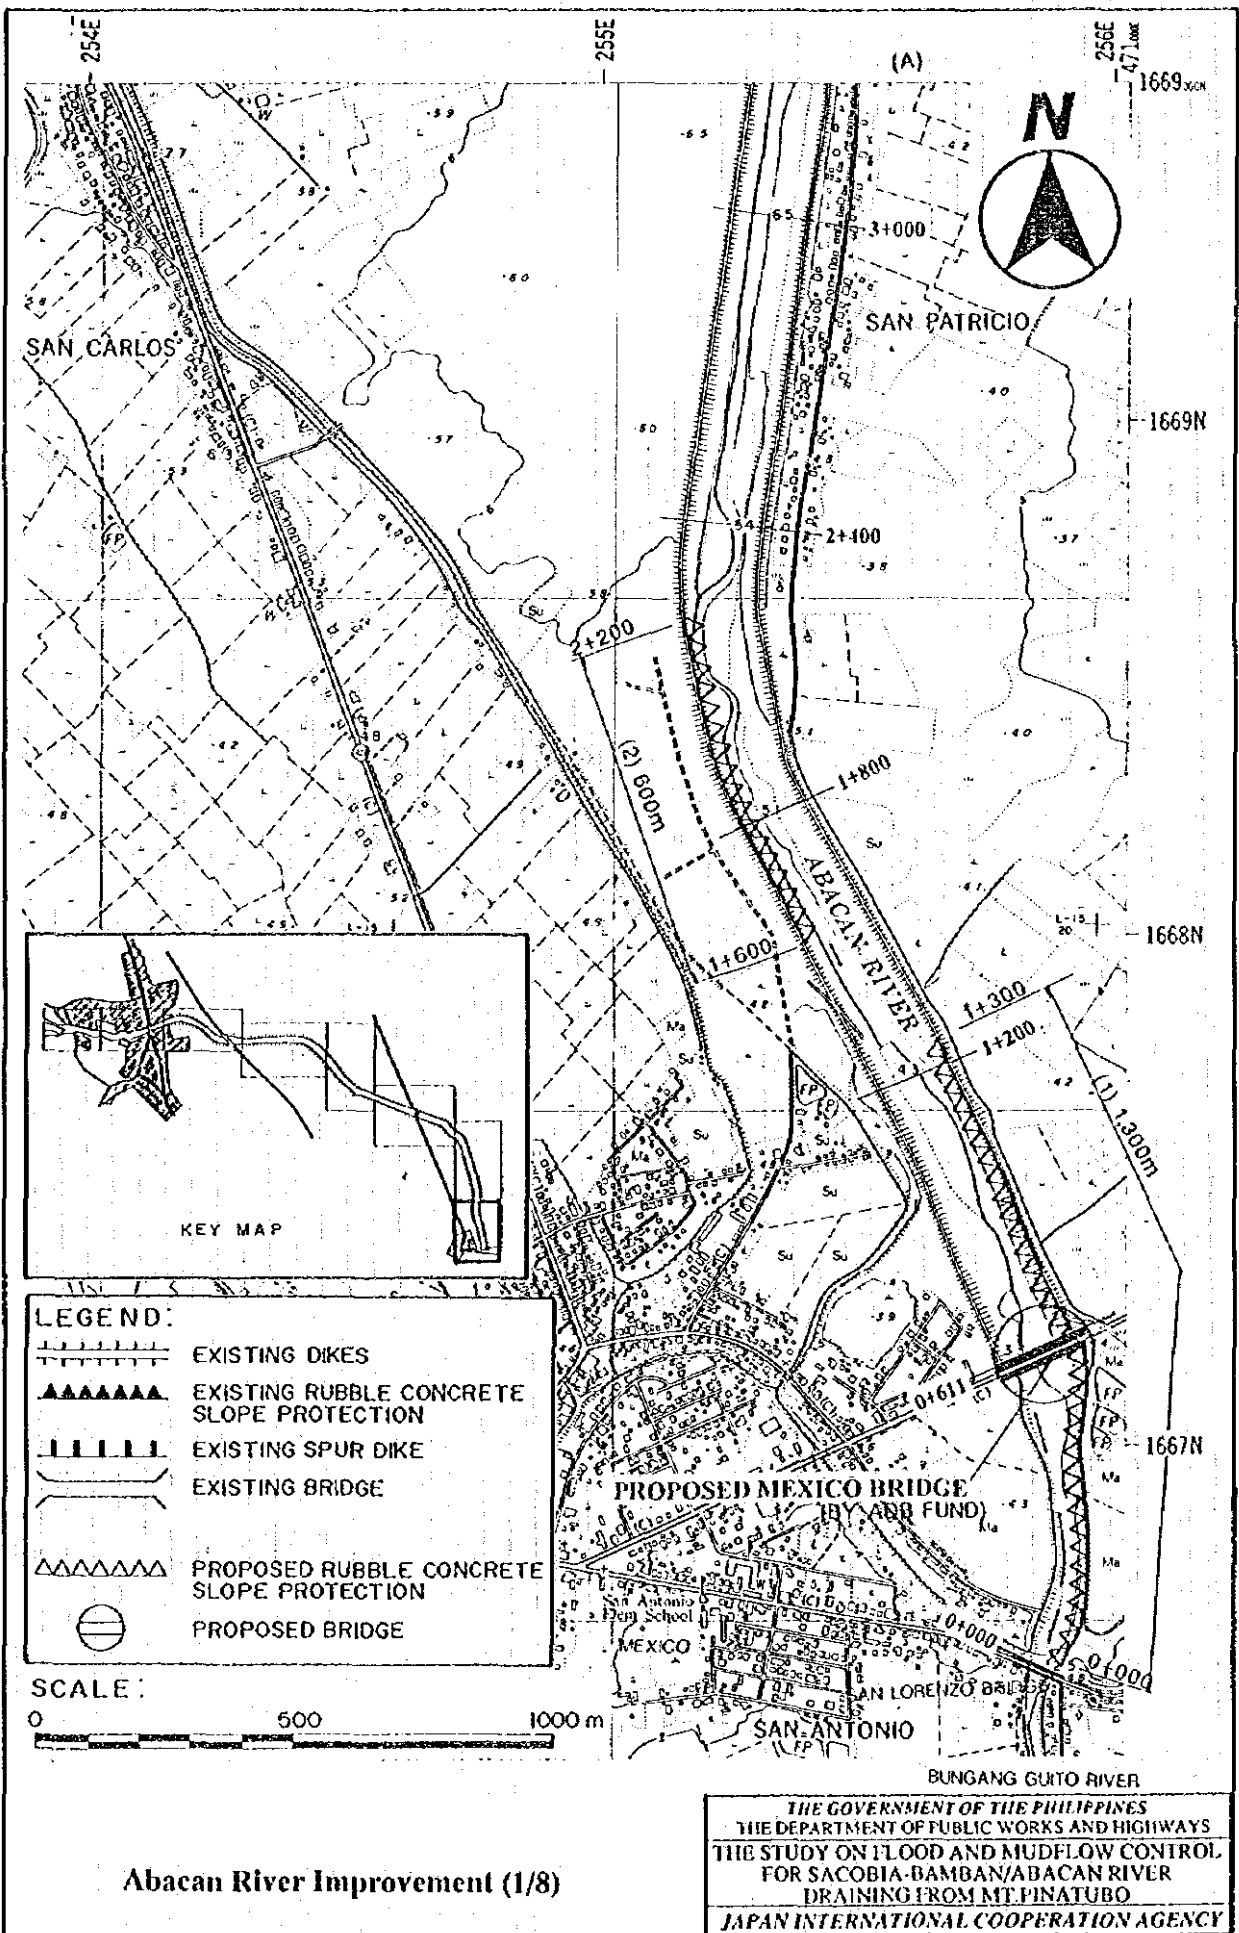 254E
255E
256E
(A)
N
3+000
SAN PATRICIO
SAN CARLOS
1669N
2+400
2+200
(2) 600m
1+800
ABACAN RIVER
1668N
1+600
1+300
1+200
(1) 1,300m
KEY MAP
LEGEND:
EXISTING DIKES
EXISTING RUBBLE CONCRETE
SLOPE PROTECTION
EXISTING SPUR DIKE
EXISTING BRIDGE
PROPOSED RUBBLE CONCRETE
SLOPE PROTECTION
PROPOSED BRIDGE
0+611
1667N
PROPOSED MEXICO BRIDGE
(BY ADB FUND)
San Antonio
Elem School
MEXICO
0+000
0+000
SAN ANTONIO
SCALE:
0 500 1000 m
BUNGANG GUITO RIVER
Abacan River Improvement (1/8)
THE GOVERNMENT OF THE PHILIPPINES
THE DEPARTMENT OF PUBLIC WORKS AND HIGHWAYS
THE STUDY ON FLOOD AND MUDFLOW CONTROL
FOR SACOBIA-BAMBAN/ABACAN RIVER
DRAINING FROM MT.PINATUBO
JAPAN INTERNATIONAL COOPERATION AGENCY